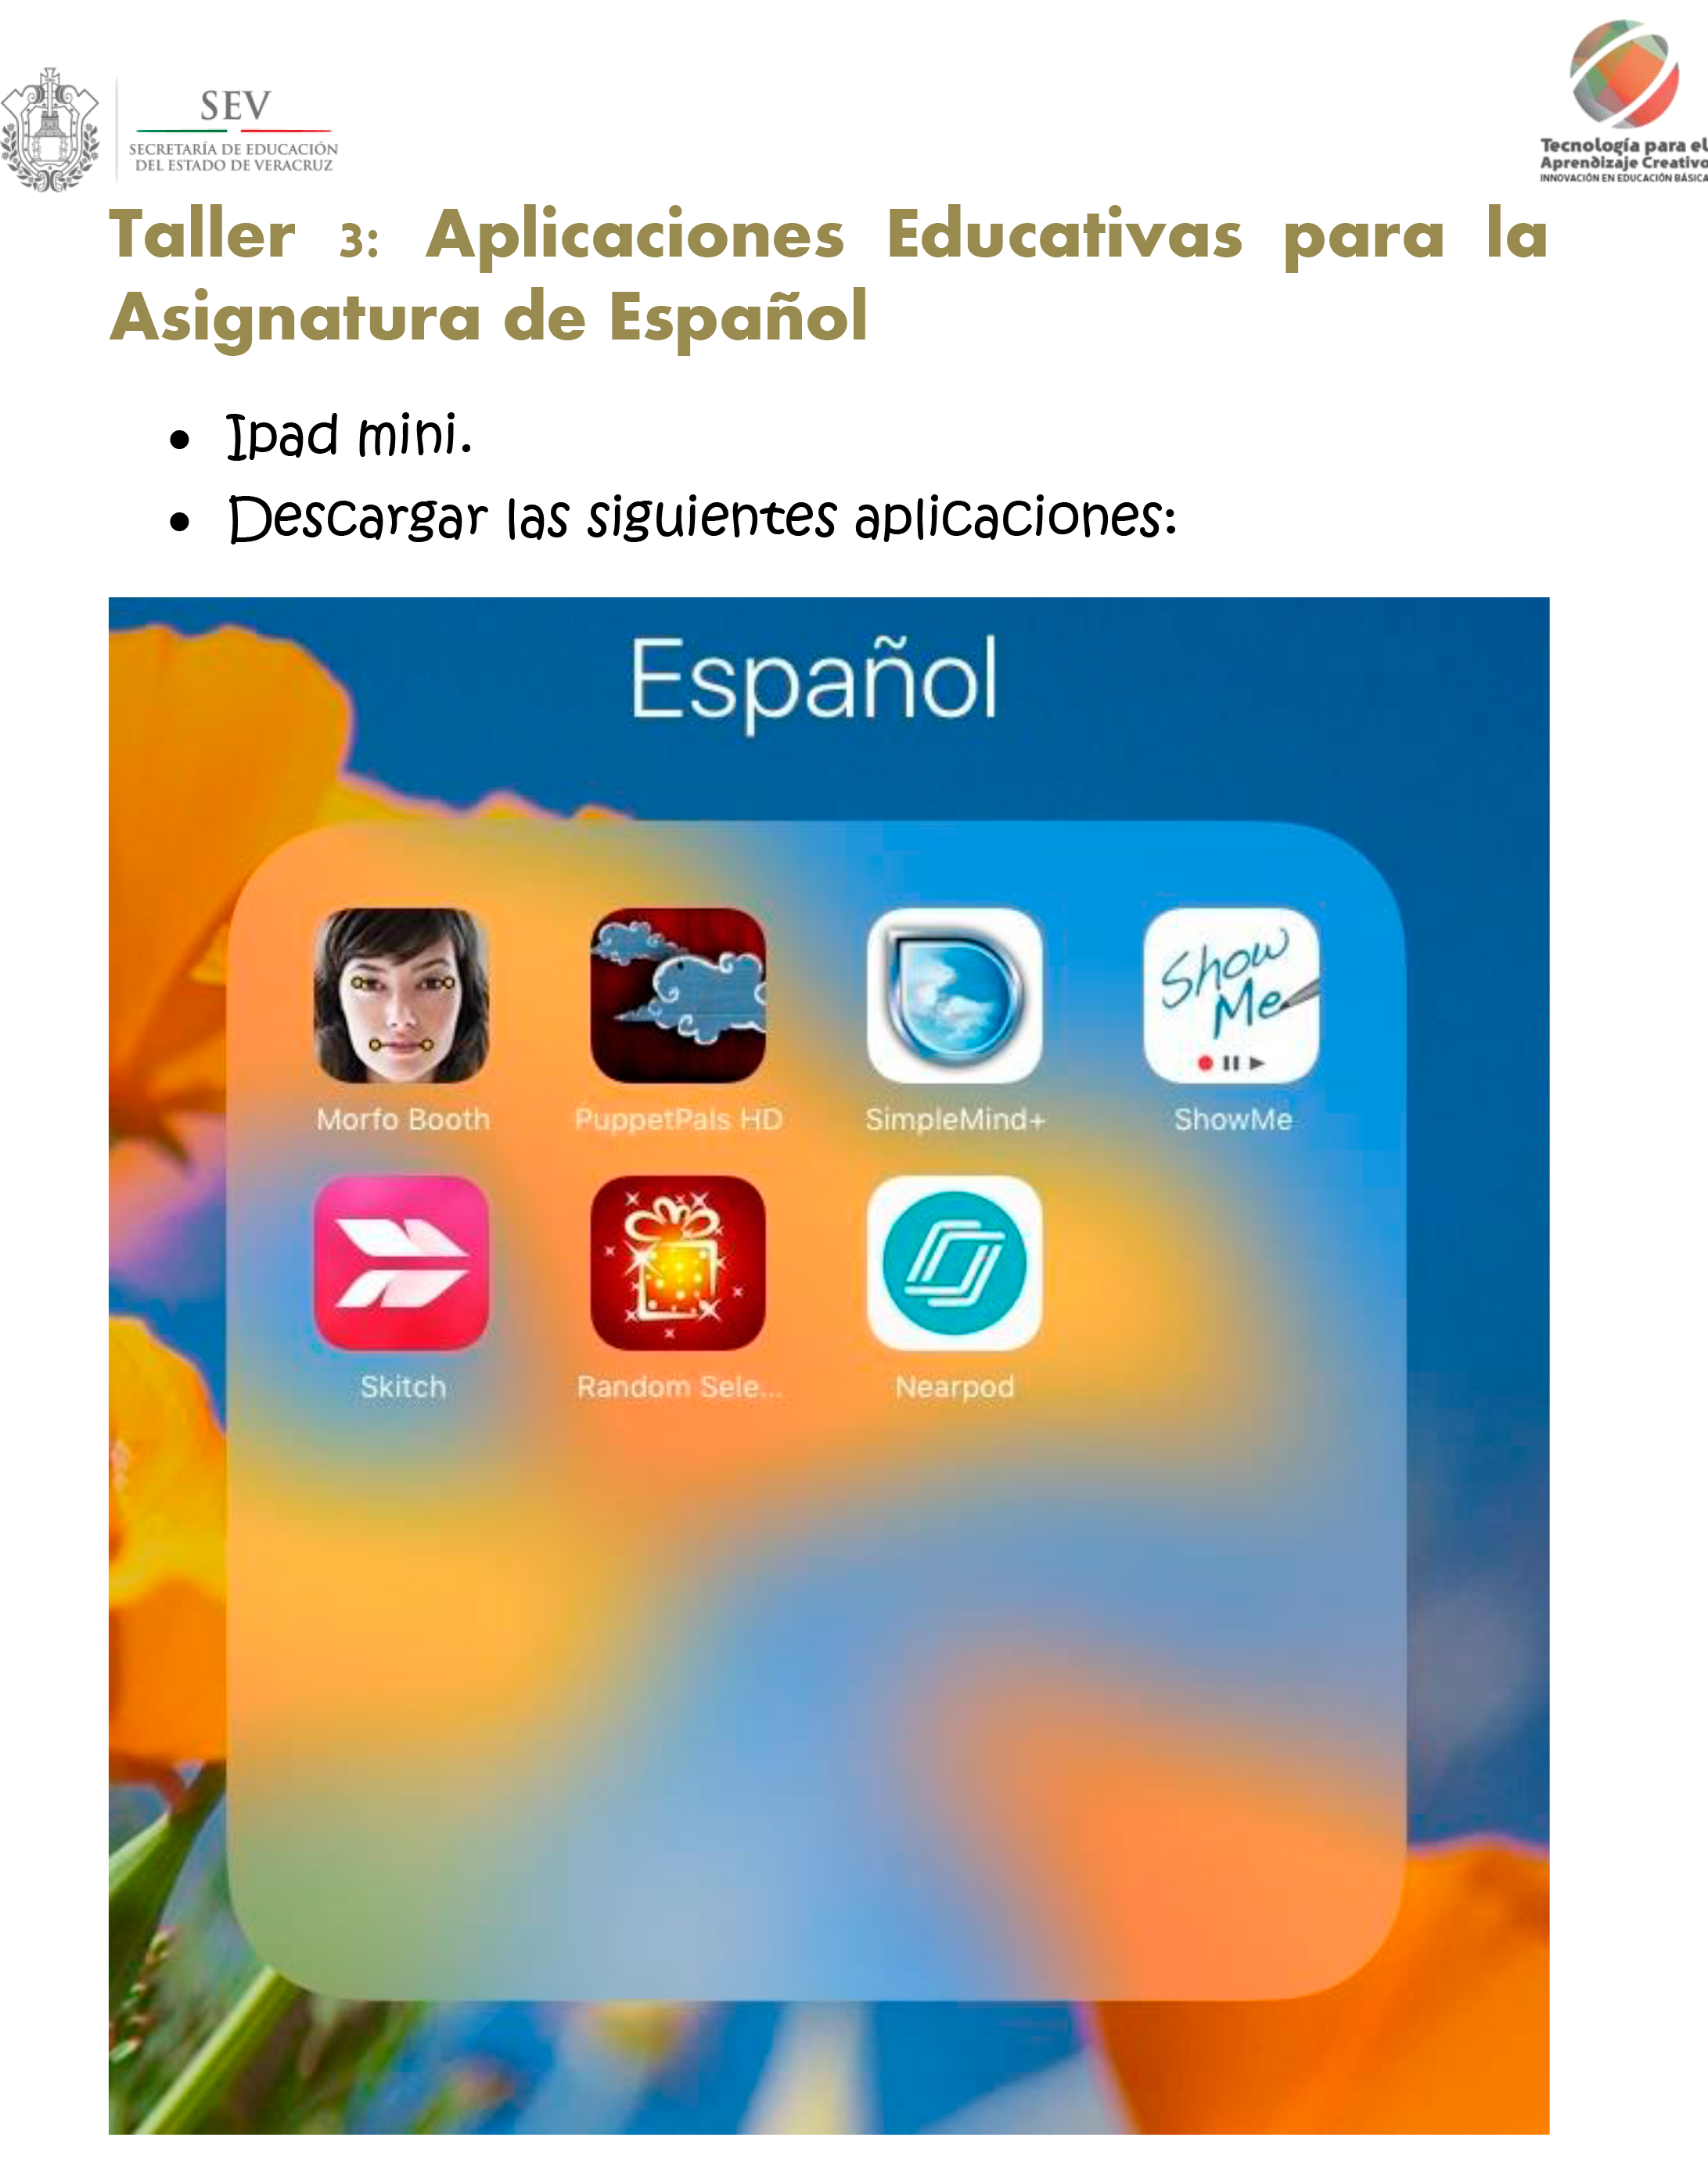 SEV
SECRETARÍA DE EDUCACIÓN
DEL ESTADO DE VERACRUZ
Tecnología para el
Aprendizaje Creativo
INNOVACIÓN EN EDUCACIÓN BÁSICA
Taller 3: Aplicaciones Educativas para la
Asignatura de Español
• Ipad mini.
• Descargar las siguientes aplicaciones:
Español
Show
Me
Morfo Booth PuppetPals HD SimpleMind+ ShowMe
Skitch Random Sele... Nearpod